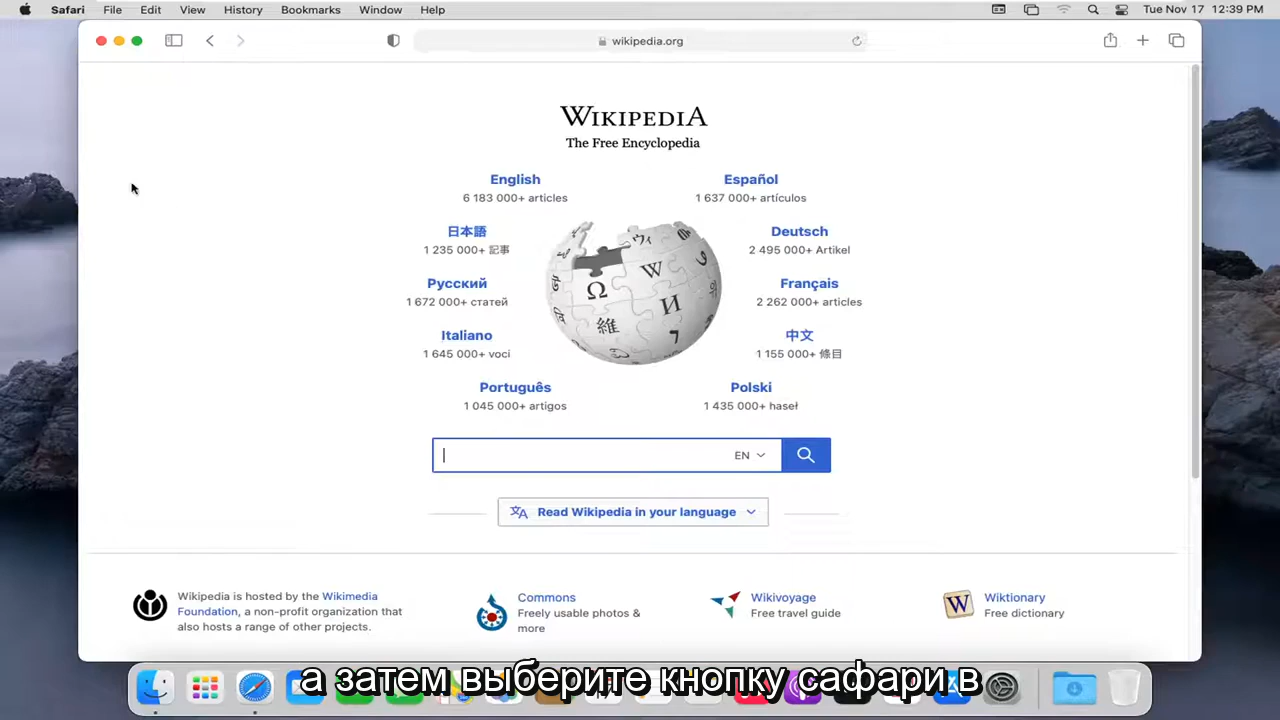 Safari File Edit View History Bookmarks Window Help Tue Nov 17 12:39 PM
wikipedia.org
WIKIPEDIA
The Free Encyclopedia
English
6 183 000+ articles
Español
1 637 000+ artículos
日本語
1 235 000+ 記事
Deutsch
2 495 000+ Artikel
Русский
1 672 000+ статей
Français
2 262 000+ articles
Italiano
1 645 000+ voci
中文
1 155 000+ 條目
Português
1 045 000+ artigos
Polski
1 435 000+ haseł
Ω
W
И
維
EN
Read Wikipedia in your language
Wikipedia is hosted by the Wikimedia
Foundation, a non-profit organization that
also hosts a range of other projects.
Commons
Freely usable photos &
more
Wikivoyage
Free travel guide
W
Wiktionary
Free dictionary
а затем выберите кнопку сафари в